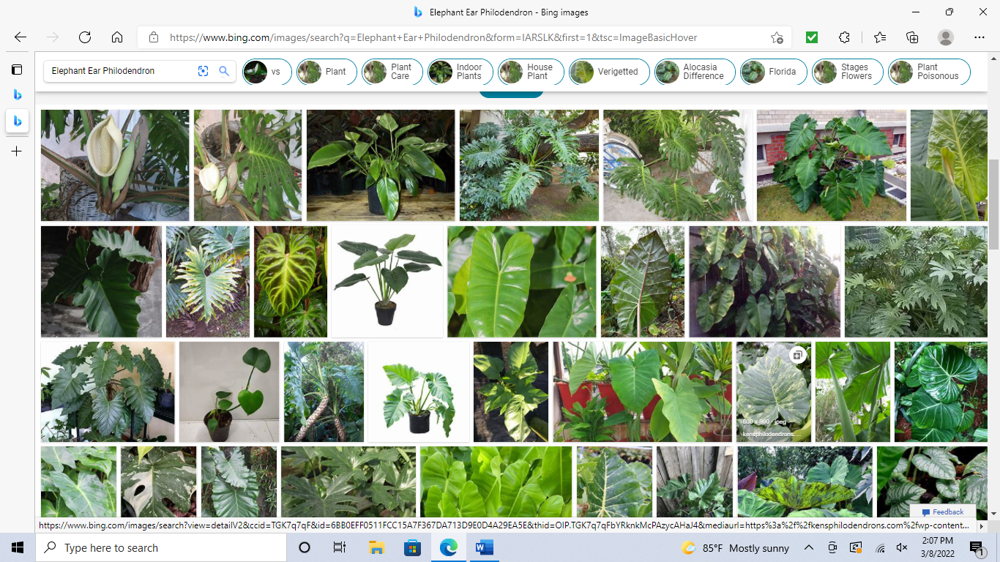 Elephant Ear Philodendron - Bing images
https://www.bing.com/images/search?q=Elephant+Ear+Philodendron&form=IARSLK&first=1&tsc=ImageBasicHover
Elephant Ear Philodendron
vs
Plant
Plant Care
Indoor Plants
House Plant
Verigetted
Alocasia Difference
Florida
Stages Flowers
Plant Poisonous
600 x 800 · jpeg
kensphilodendrons....
Feedback
https://www.bing.com/images/search?view=detailV2&ccid=TGK7q7qF&id=6BB0EFF0511FCC15A7F367DA713D9E0D4A29EA5E&thid=OIP.TGK7q7qFbYRknkMcPAzycAHaJ4&mediaurl=https%3a%2f%2fkensphilodendrons.com%2fwp-content...
Type here to search
85°F Mostly sunny
2:07 PM
3/8/2022
1